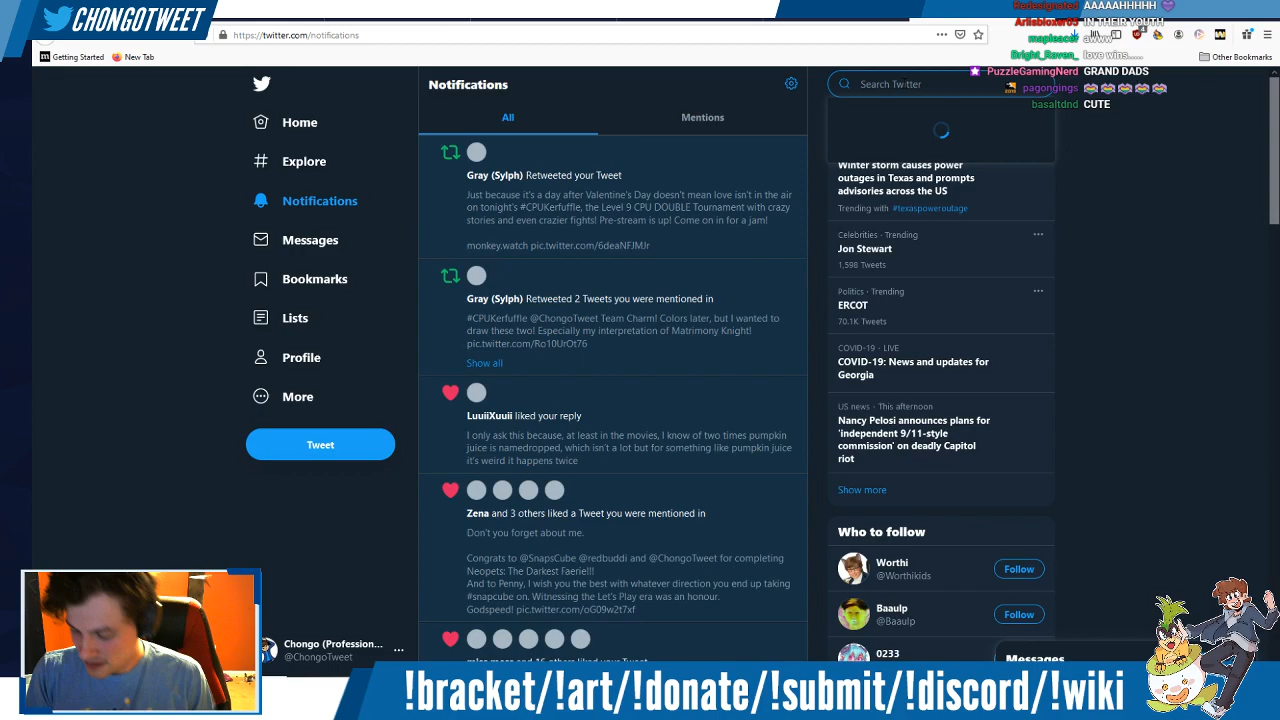 CHONGOTWEET
https://twitter.com/notifications
Getting Started
New Tab
Other Bookmarks
Redesignated AAAAAHHHHH
IN THEIR YOUTH
mapleacer awww
Bright_Raven_ love wins.....
PuzzleGamingNerd GRAND DADS
pagongings
basaltdnd CUTE
Home
Explore
Notifications
Messages
Bookmarks
Lists
Profile
More
Tweet
Chongo (Profession...
@ChongoTweet
Notifications
All
Mentions
Gray (Sylph) Retweeted your Tweet
Just because it's a day after Valentine's Day doesn't mean love isn't in the air
on tonight's #CPUKerfuffle, the Level 9 CPU DOUBLE Tournament with crazy
stories and even crazier fights! Pre-stream is up! Come on in for a jam!
monkey.watch pic.twitter.com/6deaNFJMJr
Gray (Sylph) Retweeted 2 Tweets you were mentioned in
#CPUKerfuffle @ChongoTweet Team Charm! Colors later, but I wanted to
draw these two! Especially my interpretation of Matrimony Knight!
pic.twitter.com/Ro10UrOt76
Show all
LuuiiXuuii liked your reply
I only ask this because, at least in the movies, I know of two times pumpkin
juice is namedropped, which isn't a lot but for something like pumpkin juice
it's weird it happens twice
Zena and 3 others liked a Tweet you were mentioned in
Don't you forget about me.
Congrats to @SnapsCube @redbuddi and @ChongoTweet for completing
Neopets: The Darkest Faerie!!!
And to Penny, I wish you the best with whatever direction you end up taking
#snapcube on. Witnessing the Let's Play era was an honour.
Godspeed! pic.twitter.com/oG09w2t7xf
Search Twitter
Winter storm causes power
outages in Texas and prompts
advisories across the US
Trending with #texaspoweroutage
Celebrities · Trending
Jon Stewart
1,598 Tweets
Politics · Trending
ERCOT
70.1K Tweets
COVID-19 · LIVE
COVID-19: News and updates for
Georgia
US news · This afternoon
Nancy Pelosi announces plans for
'independent 9/11-style
commission' on deadly Capitol
riot
Show more
Who to follow
Worthi
@Worthikids
Follow
Baaulp
@Baaulp
Follow
0233
Messages
!bracket/!art/!donate/!submit/!discord/!wiki